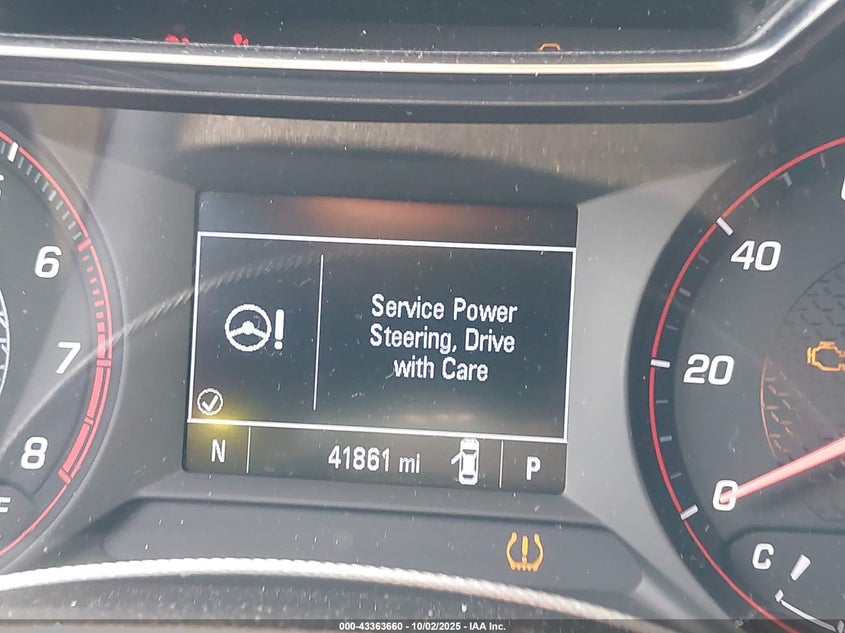 6
7
8
F
Service Power
Steering, Drive
with Care
N
41861 mi
P
40
20
0
C
000-43363660 - 10/02/2025 - IAA Inc.